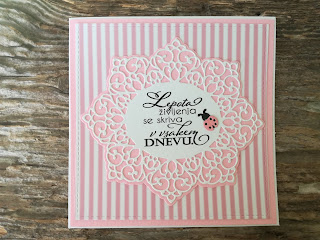 Lepota
življenja
se skriva
v vsakem
DNEVU.